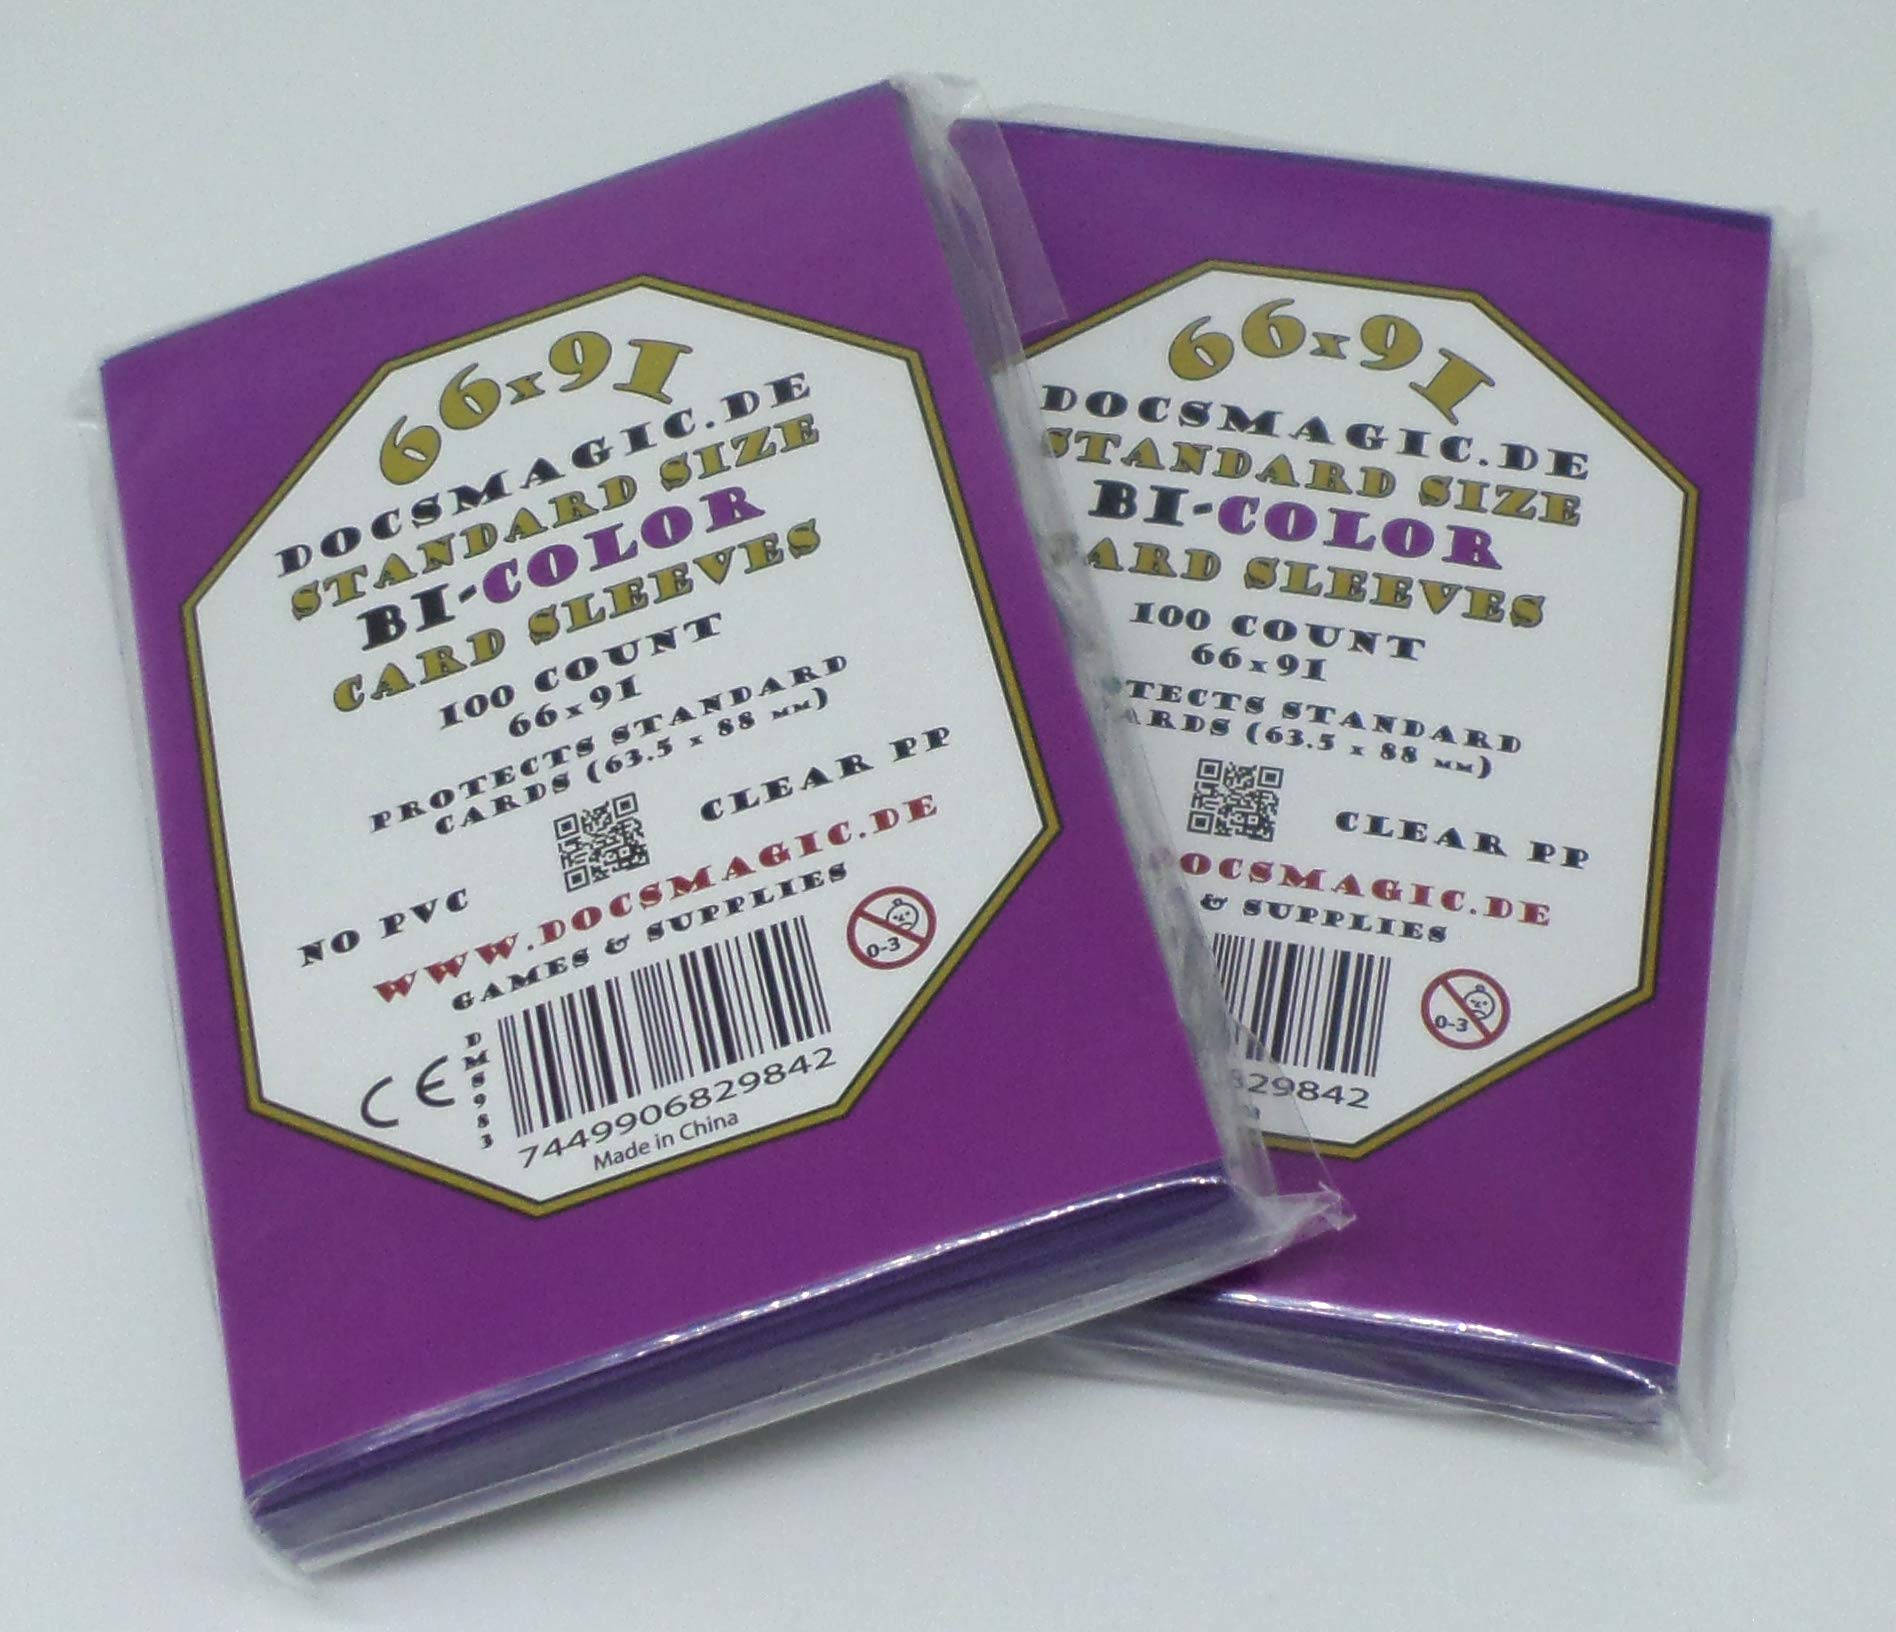 66x91
DOCSMAGIC.DE
STANDARD SIZE
BI-COLOR
CARD SLEEVES
100 COUNT
66x91
PROTECTS STANDARD
CARDS (63.5 x 88 MM)
NO PVC
CLEAR PP
WWW.DOCSMAGIC.DE
GAMES & SUPPLIES
0-3
CE
DMS983
7449906829842
Made in China
66x91
DOCSMAGIC.DE
STANDARD SIZE
BI-COLOR
ARD SLEEVES
100 COUNT
66x91
TECTS STANDARD
ARDS (63.5 x 88 MM)
CLEAR PP
OCSMAGIC.DE
& SUPPLIES
0-3
829842